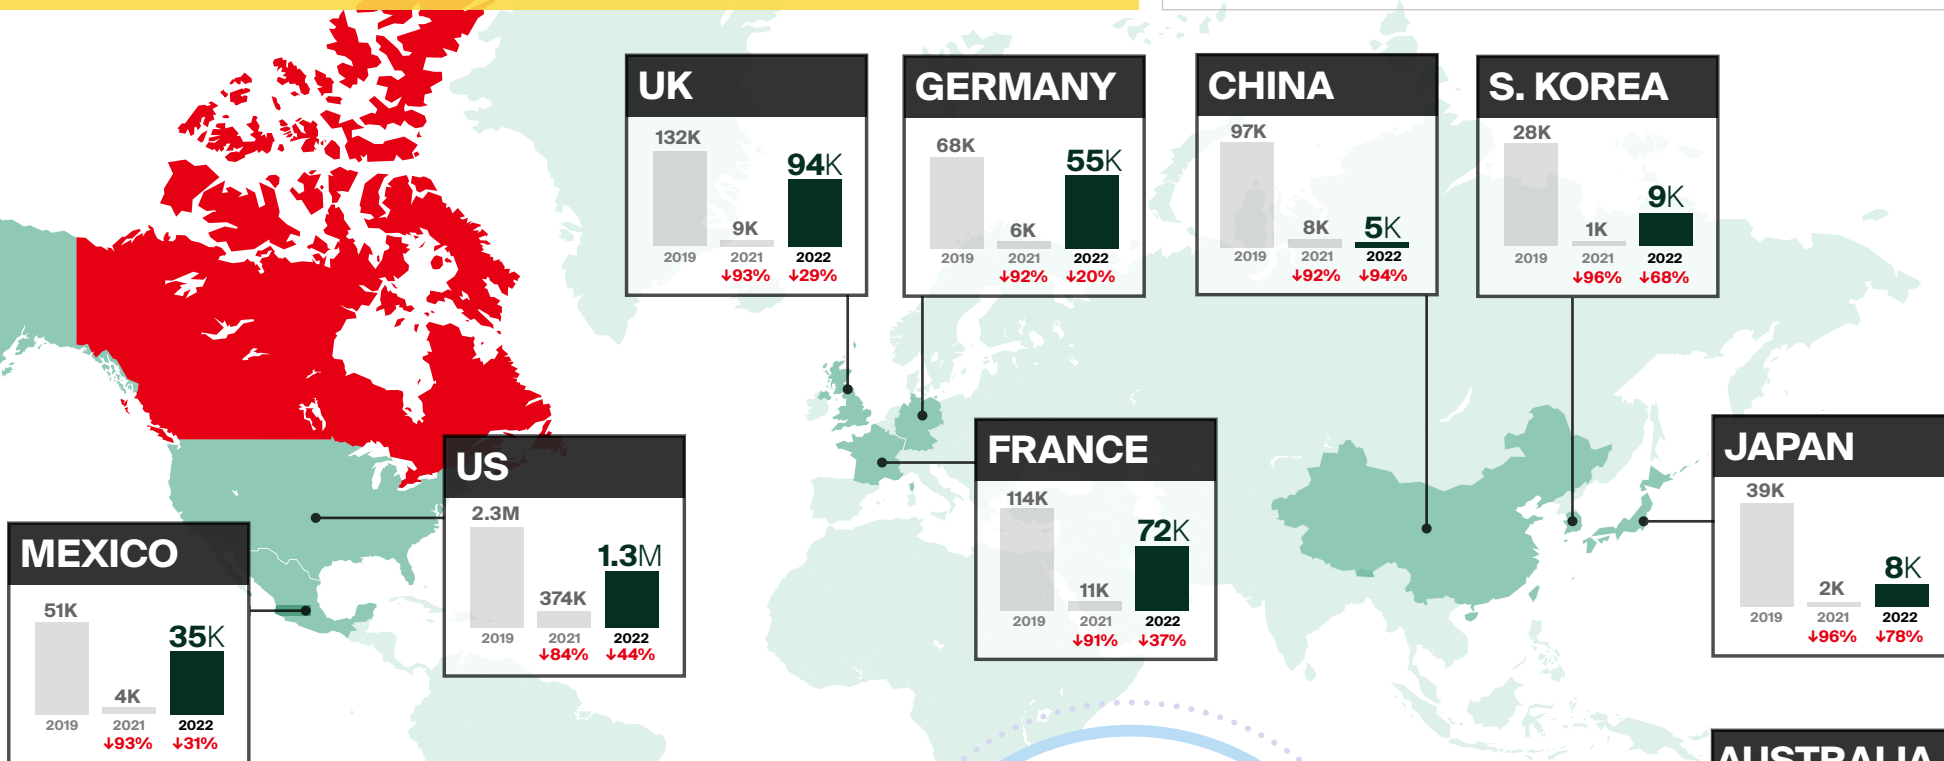 UK
132K
9K
94K
2019
2021
2022
↓93%
↓29%
GERMANY
68K
6K
55K
2019
2021
2022
↓92%
↓20%
CHINA
97K
8K
5K
2019
2021
2022
↓92%
↓94%
S. KOREA
28K
1K
9K
2019
2021
2022
↓96%
↓68%
US
2.3M
374K
1.3M
2019
2021
2022
↓84%
↓44%
FRANCE
114K
11K
72K
2019
2021
2022
↓91%
↓37%
JAPAN
39K
2K
8K
2019
2021
2022
↓96%
↓78%
MEXICO
51K
4K
35K
2019
2021
2022
↓93%
↓31%
AUSTRALIA